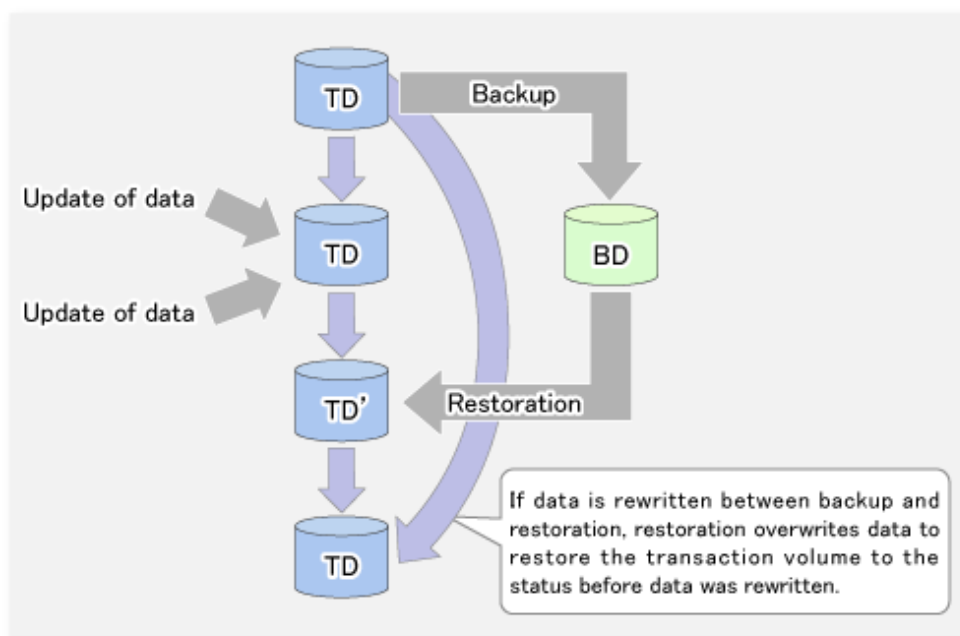 TD
Backup
Update of data
TD
BD
Update of data
TD'
Restoration
If data is rewritten between backup and
restoration, restoration overwrites data to
restore the transaction volume to the
status before data was rewritten.
TD